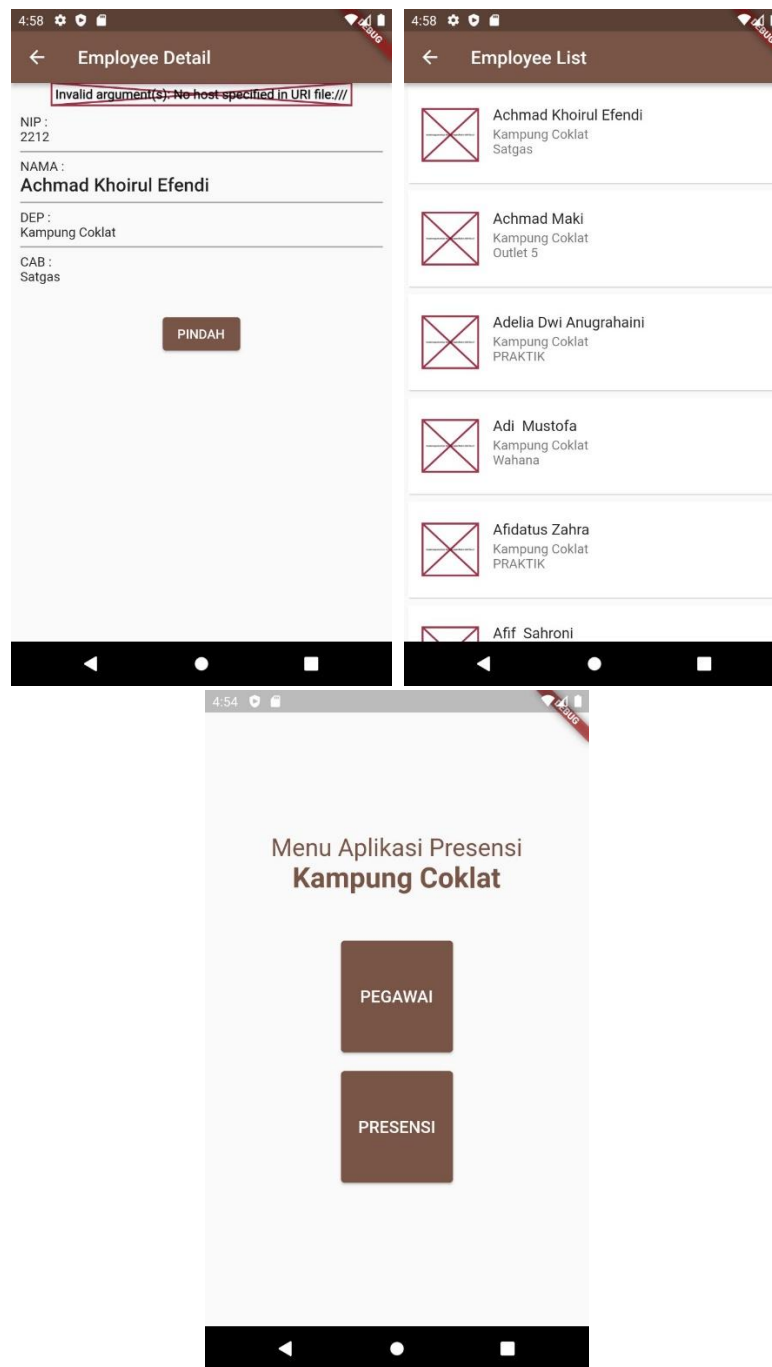 4:58
DEBUG
Employee Detail
Invalid argument(s): No host specified in URI file:///
NIP :
2212
NAMA :
Achmad Khoirul Efendi
DEP :
Kampung Coklat
CAB :
Satgas
PINDAH
4:58
DEBUG
Employee List
Achmad Khoirul Efendi
Kampung Coklat
Satgas
Achmad Maki
Kampung Coklat
Outlet 5
Adelia Dwi Anugrahaini
Kampung Coklat
PRAKTIK
Adi  Mustofa
Kampung Coklat
Wahana
Afidatus Zahra
Kampung Coklat
PRAKTIK
Afif  Sahroni
4:54
DEBUG
Menu Aplikasi Presensi
Kampung Coklat
PEGAWAI
PRESENSI